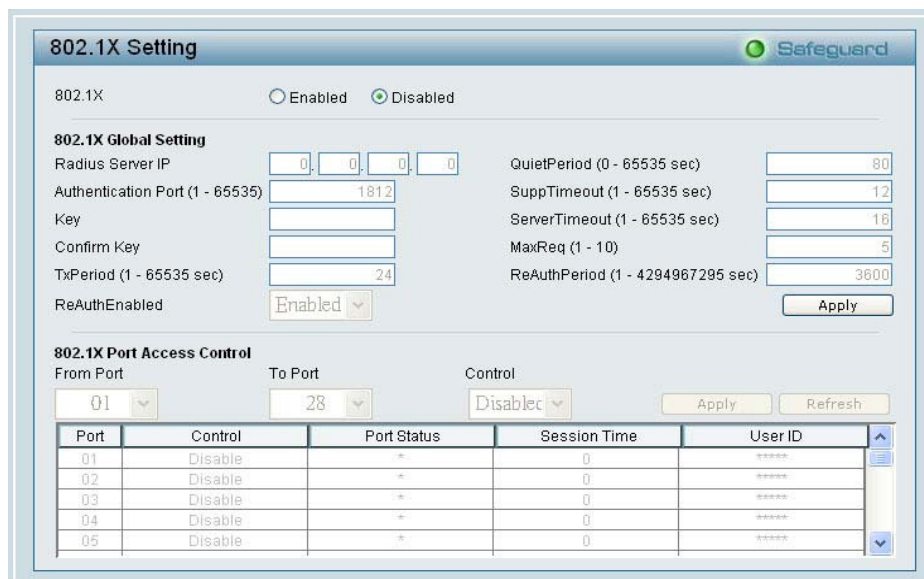 802.1X Setting Safeguard
802.1X Enabled Disabled
802.1X Global Setting
Radius Server IP 0. 0. 0. 0 QuietPeriod (0 - 65535 sec) 80
Authentication Port (1 - 65535) 1812 SuppTimeout (1 - 65535 sec) 12
Key ServerTimeout (1 - 65535 sec) 16
Confirm Key MaxReq (1 - 10) 5
TxPeriod (1 - 65535 sec) 24 ReAuthPeriod (1 - 4294967295 sec) 3600
ReAuthEnabled Enabled Apply
802.1X Port Access Control
From Port To Port Control
01 28 Disabled Apply Refresh
Port Control Port Status Session Time User ID
01 Disable * 0 *****
02 Disable * 0 *****
03 Disable * 0 *****
04 Disable * 0 *****
05 Disable * 0 *****